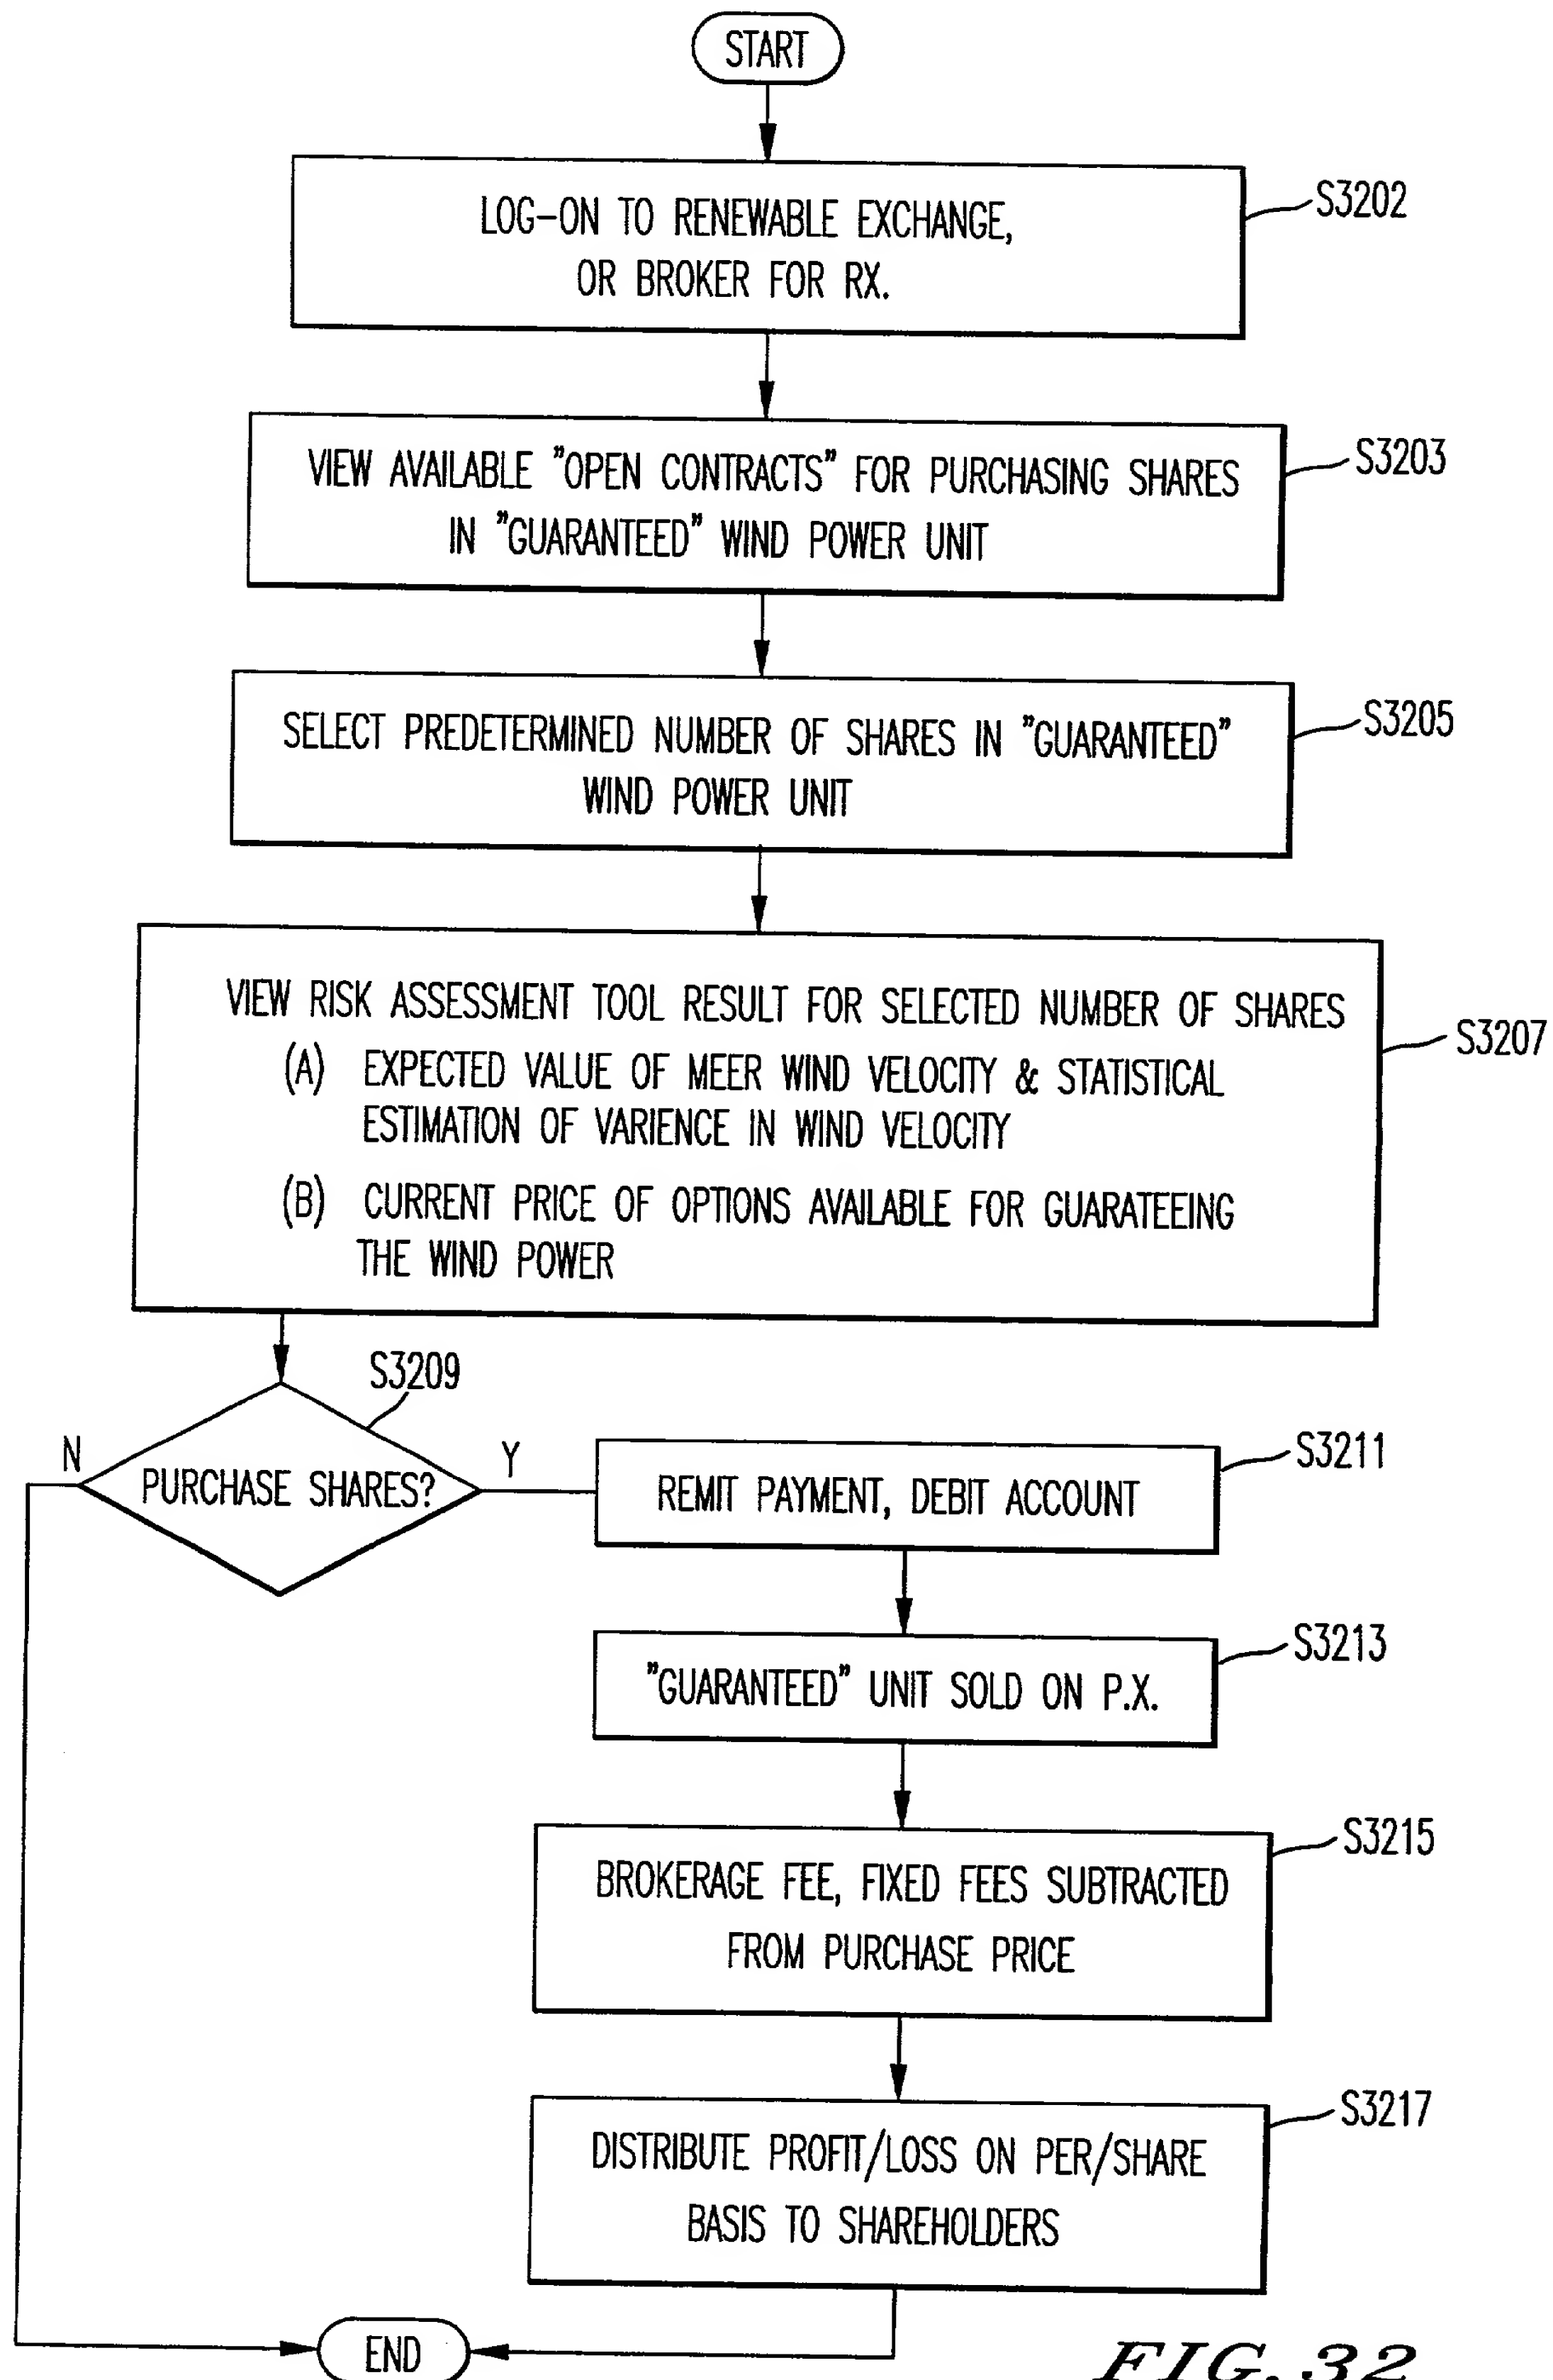 START
LOG-ON TO RENEWABLE EXCHANGE,
OR BROKER FOR RX.
S3202
VIEW AVAILABLE "OPEN CONTRACTS" FOR PURCHASING SHARES
IN "GUARANTEED" WIND POWER UNIT
S3203
SELECT PREDETERMINED NUMBER OF SHARES IN "GUARANTEED"
WIND POWER UNIT
S3205
VIEW RISK ASSESSMENT TOOL RESULT FOR SELECTED NUMBER OF SHARES
(A) EXPECTED VALUE OF MEER WIND VELOCITY & STATISTICAL
ESTIMATION OF VARIENCE IN WIND VELOCITY
(B) CURRENT PRICE OF OPTIONS AVAILABLE FOR GUARATEEING
THE WIND POWER
S3207
S3209
N
PURCHASE SHARES?
Y
REMIT PAYMENT, DEBIT ACCOUNT
S3211
"GUARANTEED" UNIT SOLD ON P.X.
S3213
BROKERAGE FEE, FIXED FEES SUBTRACTED
FROM PURCHASE PRICE
S3215
DISTRIBUTE PROFIT/LOSS ON PER/SHARE
BASIS TO SHAREHOLDERS
S3217
END
FIG. 32